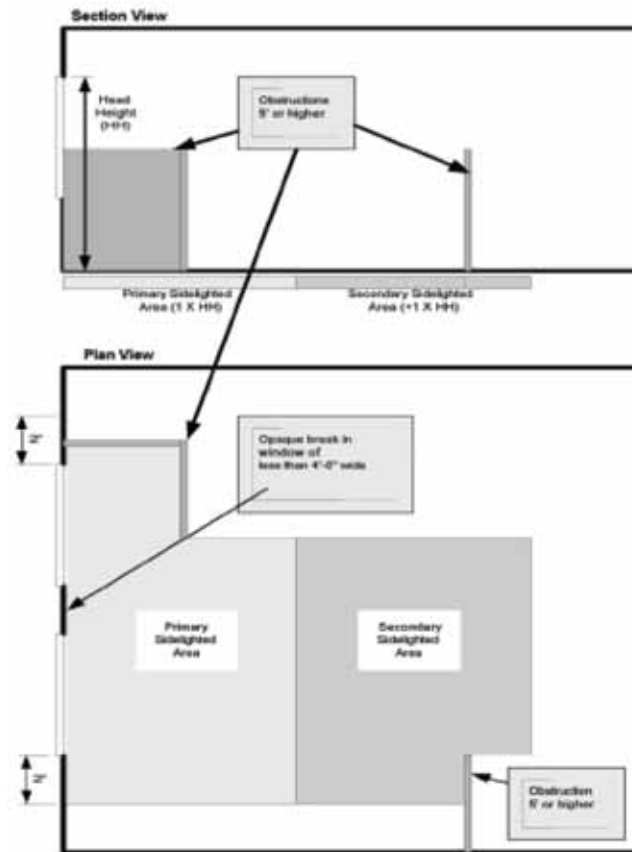 Section View
Head
Height
(HH)
Obstructions
5' or higher
Primary Sidelighted
Area (1 X HH)
Secondary Sidelighted
Area (+1 X HH)
Plan View
Opaque break in
window of
less than 4'-0" wide
Primary
Sidelighted
Area
Secondary
Sidelighted
Area
Obstruction
5' or higher